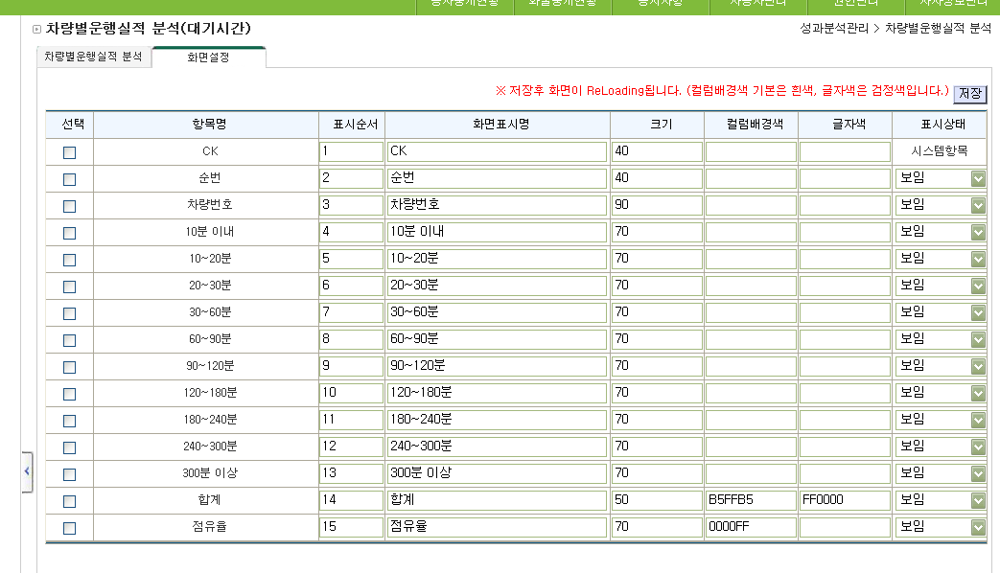 차량별운행실적 분석(대기시간)
성과분석관리 > 차량별운행실적 분석
차량별운행실적 분석 화면설정
※ 저장후 화면이 ReLoading됩니다. (컬럼배경색 기본은 흰색, 글자색은 검정색입니다.) 저장
선택 항목명 표시순서 화면표시명 크기 컬럼배경색 글자색 표시상태
CK 1 CK 40 시스템항목
순번 2 순번 40 보임
차량번호 3 차량번호 90 보임
10분 이내 4 10분 이내 70 보임
10~20분 5 10~20분 70 보임
20~30분 6 20~30분 70 보임
30~60분 7 30~60분 70 보임
60~90분 8 60~90분 70 보임
90~120분 9 90~120분 70 보임
120~180분 10 120~180분 70 보임
180~240분 11 180~240분 70 보임
240~300분 12 240~300분 70 보임
300분 이상 13 300분 이상 70 보임
합계 14 합계 50 B5FFB5 FF0000 보임
점유율 15 점유율 70 0000FF 보임